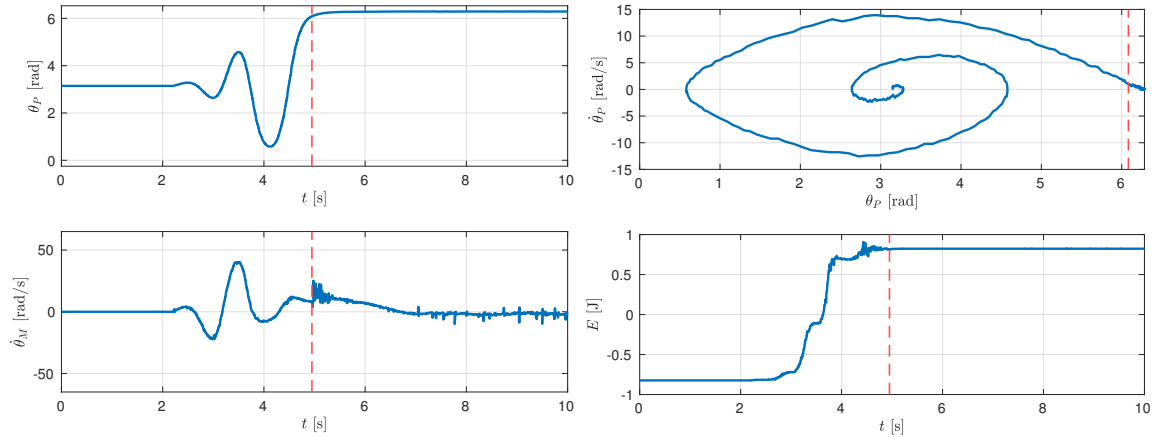 6
4
2
0
θ_P [rad]
0 2 4 6 8 10
t [s]
15
10
5
0
-5
-10
-15
θ̇_P [rad/s]
0 1 2 3 4 5 6
θ_P [rad]
50
0
-50
θ̇_M [rad/s]
0 2 4 6 8 10
t [s]
1
0.5
0
-0.5
-1
E [J]
0 2 4 6 8 10
t [s]